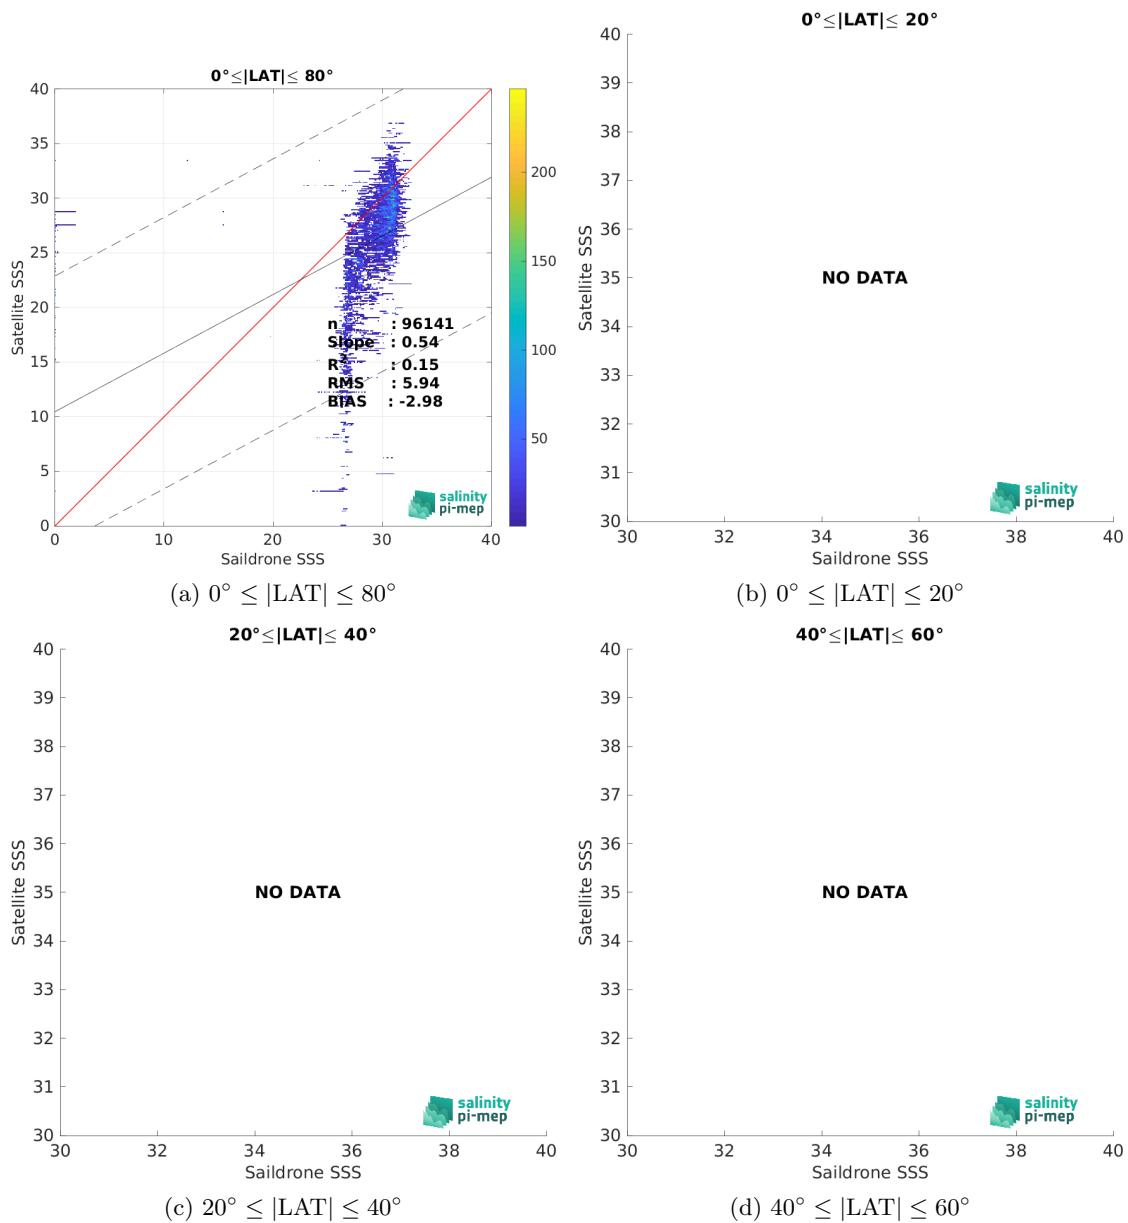 0°≤|LAT|≤ 80°
40
35
30
25
20
15
10
5
0
Satellite SSS
0
10
20
30
40
Saildrone SSS
200
150
100
50
n : 96141
Slope : 0.54
R² : 0.15
RMS : 5.94
BIAS : -2.98
salinity
pi-mep
(a) 0° ≤ |LAT| ≤ 80°
0°≤|LAT|≤ 20°
40
39
38
37
36
35
34
33
32
31
30
Satellite SSS
NO DATA
salinity
pi-mep
30
32
34
36
38
40
Saildrone SSS
(b) 0° ≤ |LAT| ≤ 20°
20°≤|LAT|≤ 40°
40
39
38
37
36
35
34
33
32
31
30
Satellite SSS
NO DATA
salinity
pi-mep
30
32
34
36
38
40
Saildrone SSS
(c) 20° ≤ |LAT| ≤ 40°
40°≤|LAT|≤ 60°
40
39
38
37
36
35
34
33
32
31
30
Satellite SSS
NO DATA
salinity
pi-mep
30
32
34
36
38
40
Saildrone SSS
(d) 40° ≤ |LAT| ≤ 60°